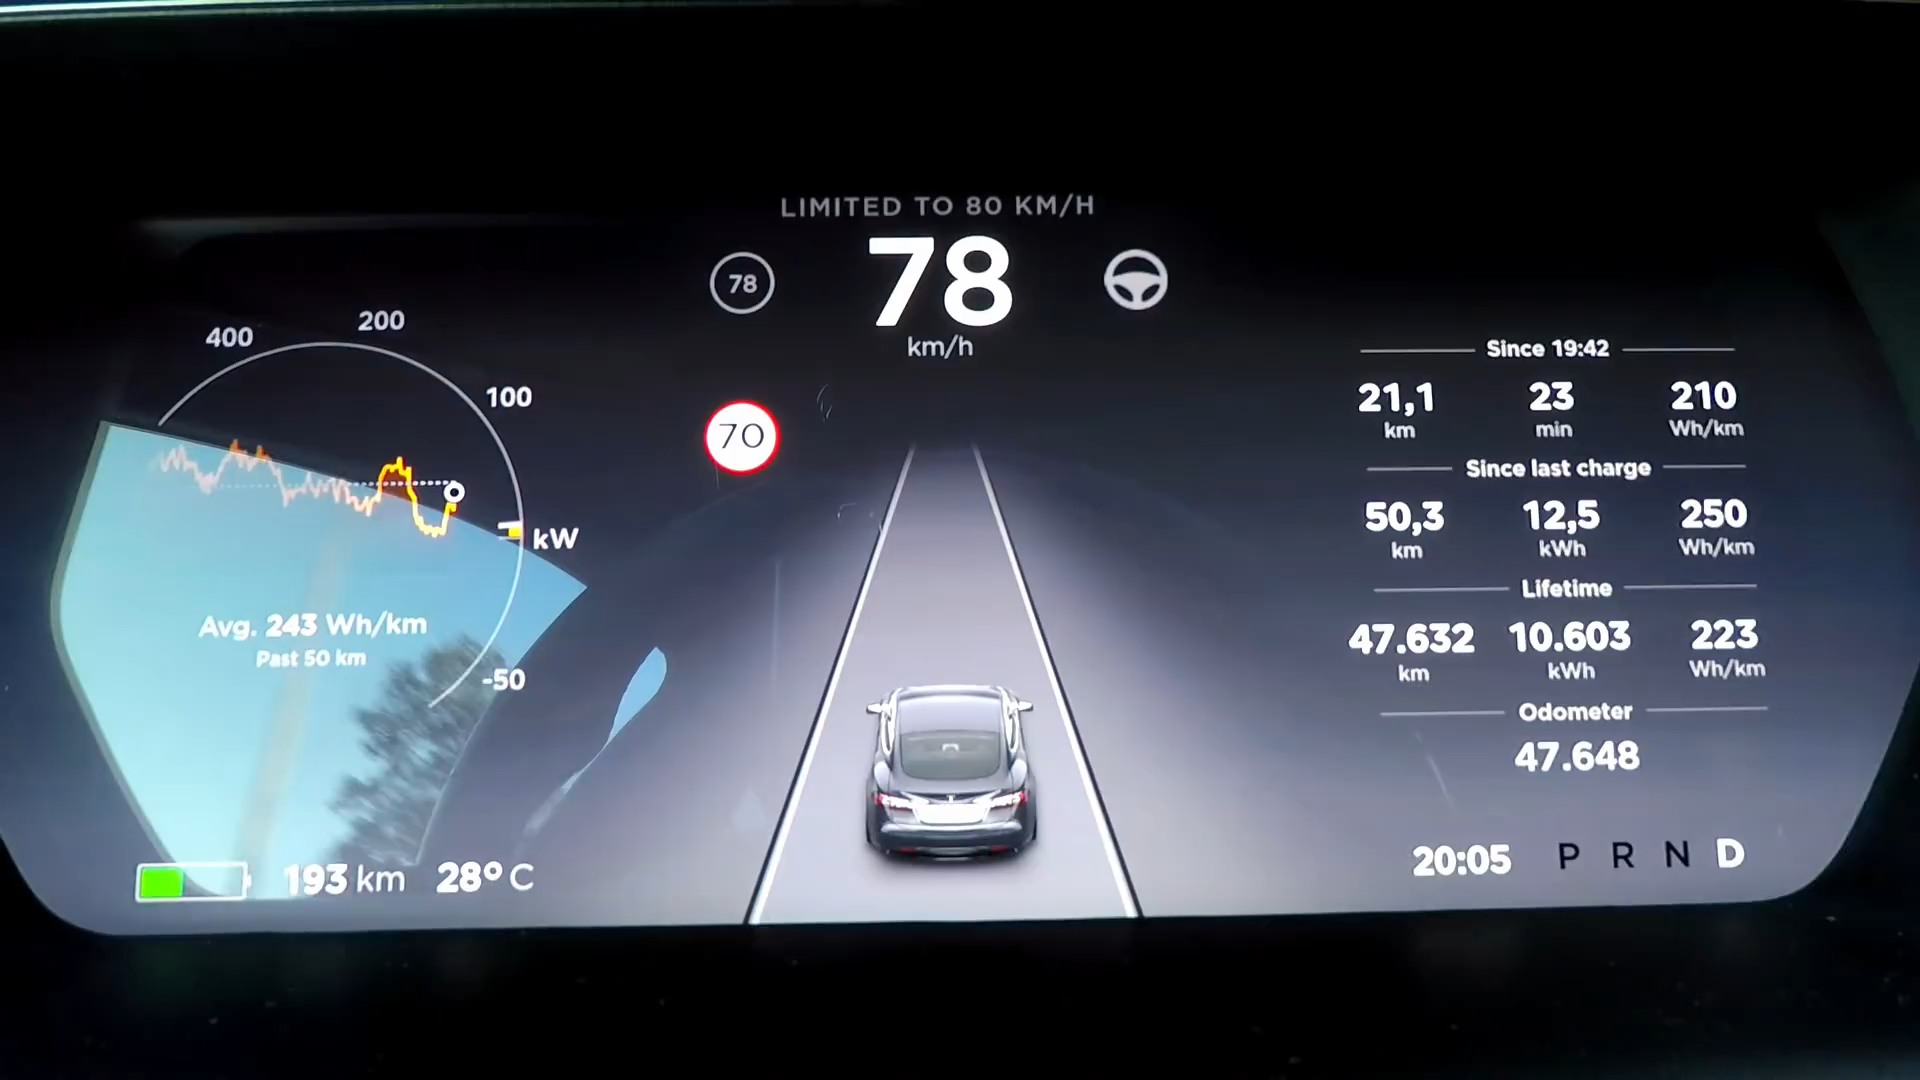 LIMITED TO 80 KM/H
78
78
km/h
70
400
200
100
kW
-50
Avg. 243 Wh/km
Past 50 km
193 km 28° C
Since 19:42
21,1 23 210
km min Wh/km
Since last charge
50,3 12,5 250
km kWh Wh/km
Lifetime
47.632 10.603 223
km kWh Wh/km
Odometer
47.648
20:05 P R N D